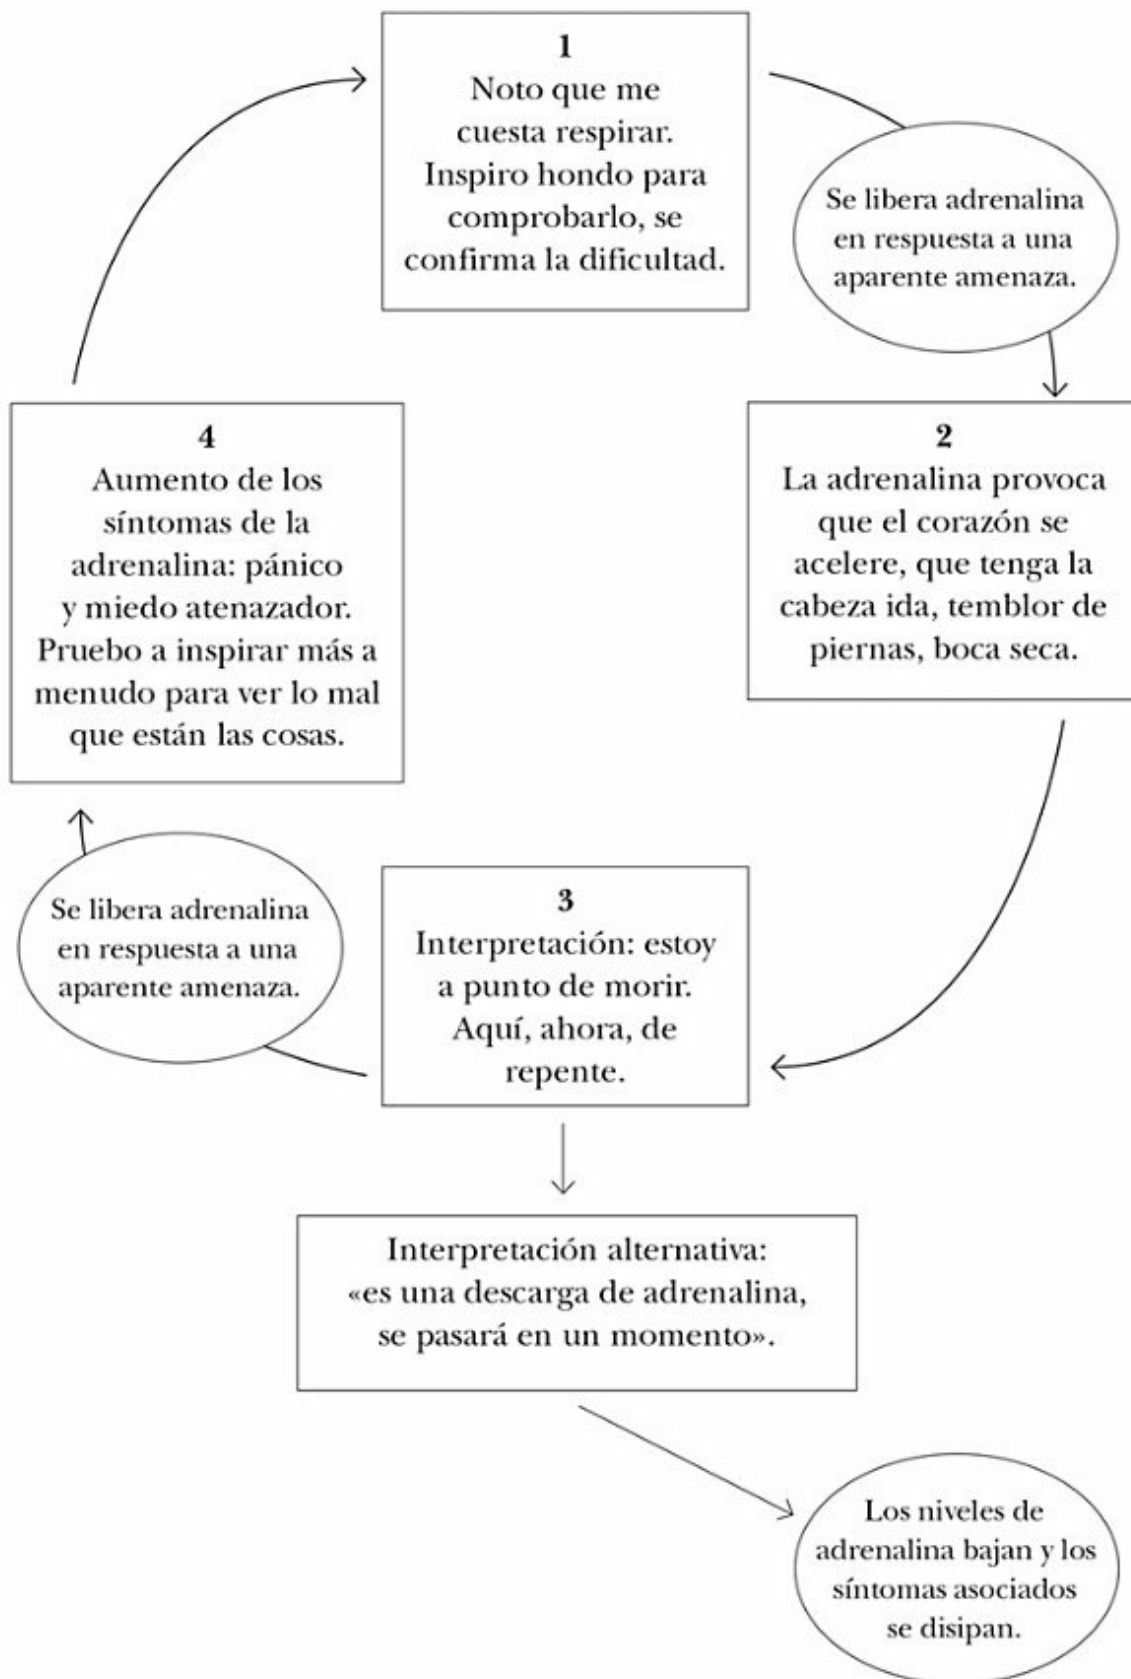 1
Noto que me
cuesta respirar.
Inspiro hondo para
comprobarlo, se
confirma la dificultad.
Se libera adrenalina
en respuesta a una
aparente amenaza.
2
La adrenalina provoca
que el corazón se
acelere, que tenga la
cabeza ida, temblor de
piernas, boca seca.
3
Interpretación: estoy
a punto de morir.
Aquí, ahora, de
repente.
Se libera adrenalina
en respuesta a una
aparente amenaza.
4
Aumento de los
síntomas de la
adrenalina: pánico
y miedo atenazador.
Pruebo a inspirar más a
menudo para ver lo mal
que están las cosas.
Interpretación alternativa:
«es una descarga de adrenalina,
se pasará en un momento».
Los niveles de
adrenalina bajan y los
síntomas asociados
se disipan.